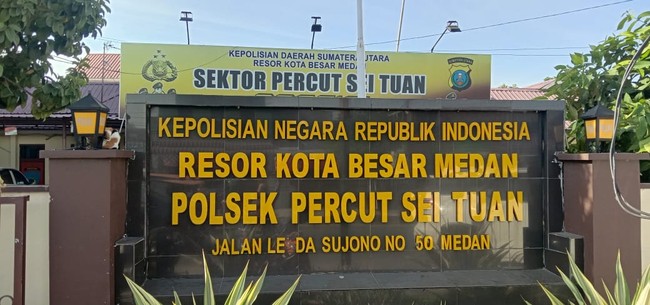 KEPOLISIAN DAERAH SUMATERA UTARA
RESOR KOTA BESAR MEDAN
SEKTOR PERCUT SEI TUAN
KEPOLISIAN NEGARA REPUBLIK INDONESIA
RESOR KOTA BESAR MEDAN
POLSEK PERCUT SEI TUAN
JALAN LE DA SUJONO NO 50 MEDAN